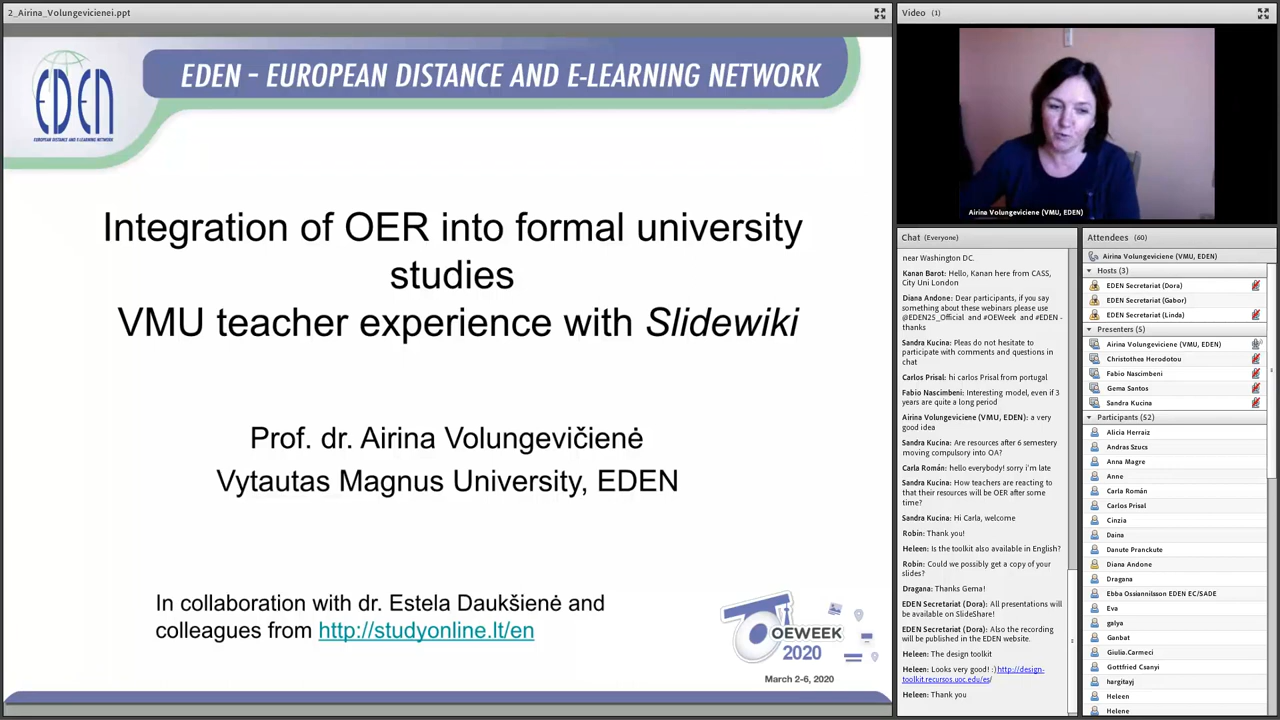 2_Airina_Volungevicienei.ppt
EDEN
EUROPEAN DISTANCE AND E-LEARNING NETWORK
EDEN – EUROPEAN DISTANCE AND E-LEARNING NETWORK
Integration of OER into formal university
studies
VMU teacher experience with Slidewiki
Prof. dr. Airina Volungevičienė
Vytautas Magnus University, EDEN
In collaboration with dr. Estela Daukšienė and
colleagues from http://studyonline.lt/en
OEWEEK
2020
March 2-6, 2020
Video (1)
Airina Volungeviciene (VMU, EDEN)
Chat (Everyone)
near Washington DC.
Kanan Barot: Hello, Kanan here from CASS,
City Uni London
Diana Andone: Dear participants, if you say
something about these webinars please use
@EDEN25_Official and #OEWeek and #EDEN -
thanks
Sandra Kucina: Pleas do not hesitate to
participate with comments and questions in
chat
Carlos Prisal: hi carlos Prisal from portugal
Fabio Nascimbeni: Interesting model, even if 3
years are quite a long period
Airina Volungeviciene (VMU, EDEN): a very
good idea
Sandra Kucina: Are resources after 6 semestery
moving compulsory into OA?
Carla Román: hello everybody! sorry i'm late
Sandra Kucina: How teachers are reacting to
that their resources will be OER after some
time?
Sandra Kucina: Hi Carla, welcome
Robin: Thank you!
Heleen: Is the toolkit also available in English?
Robin: Could we possibly get a copy of your
slides?
Dragana: Thanks Gema!
EDEN Secretariat (Dora): All presentations will
be available on SlideShare!
EDEN Secretariat (Dora): Also the recording
will be published in the EDEN website.
Heleen: The design toolkit
Heleen: Looks very good! :)http://design-
toolkit.recursos.uoc.edu/es/
Heleen: Thank you
Attendees (60)
Airina Volungeviciene (VMU, EDEN)
Hosts (3)
EDEN Secretariat (Dora)
EDEN Secretariat (Gabor)
EDEN Secretariat (Linda)
Presenters (5)
Airina Volungeviciene (VMU, EDEN)
Christothea Herodotou
Fabio Nascimbeni
Gema Santos
Sandra Kucina
Participants (52)
Alicia Herraiz
Andras Szucs
Anna Magre
Anne
Carla Román
Carlos Prisal
Cinzia
Daina
Danute Pranckute
Diana Andone
Dragana
Ebba Ossiannilsson EDEN EC/SADE
Eva
galya
Ganbat
Giulia.Carmeci
Gottfried Csanyi
hargitayj
Heleen
Helene